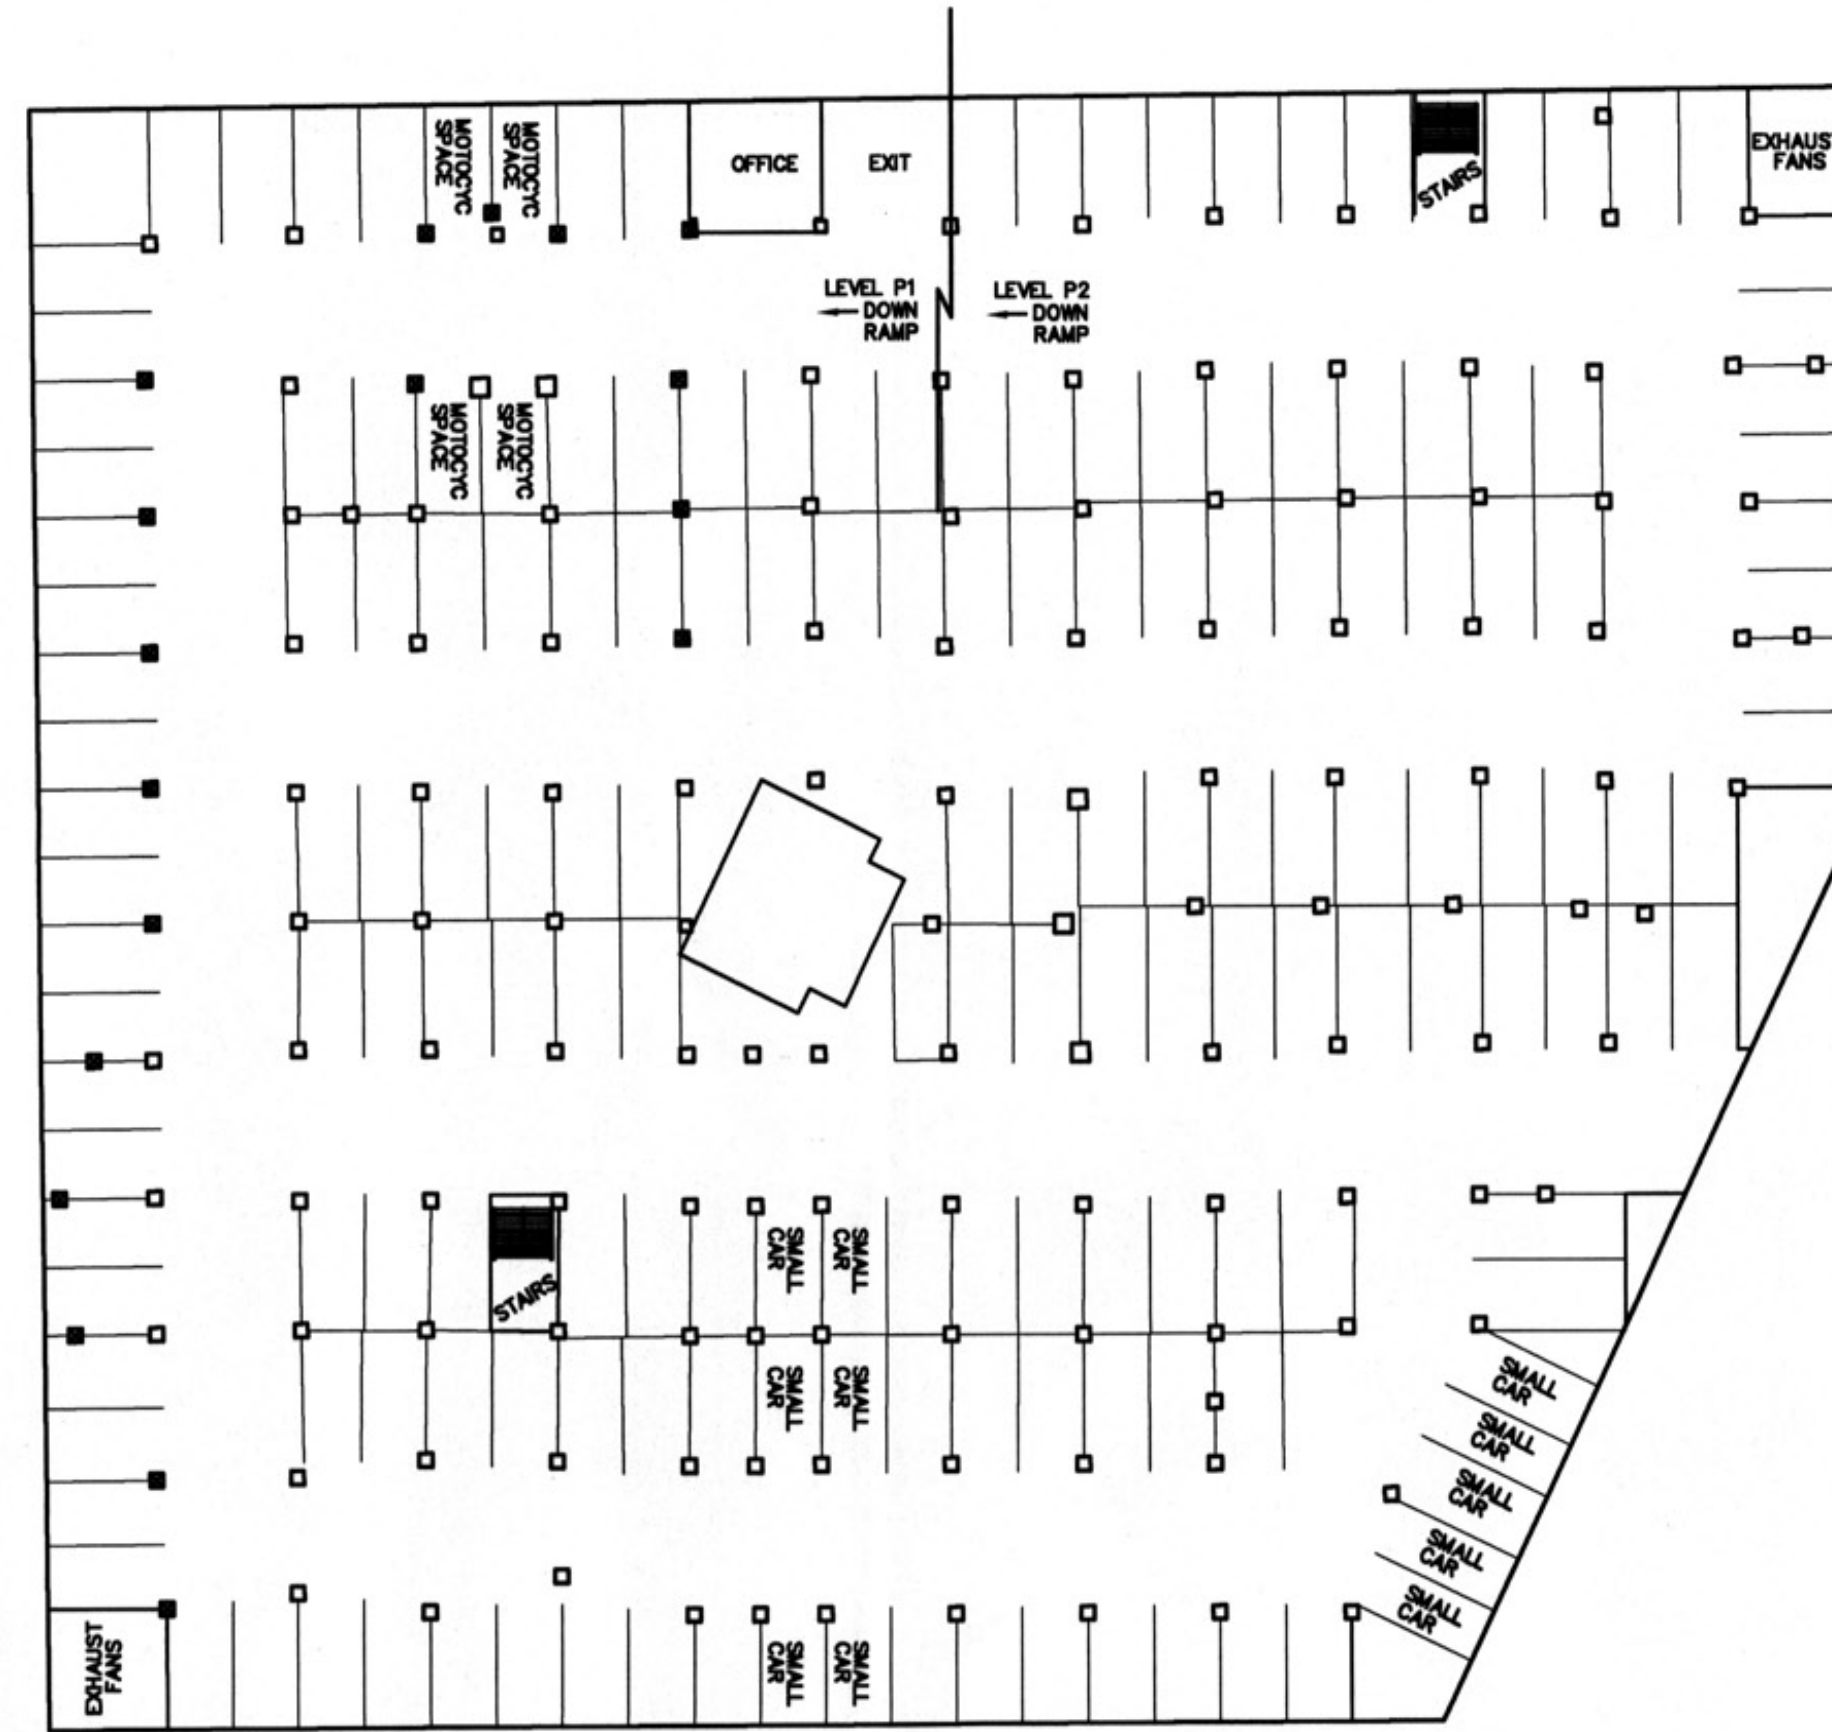 MOTOCYC
SPACE
MOTOCYC
SPACE
OFFICE
EXIT
STAIRS
EXHAUST
FANS
LEVEL P1
DOWN
RAMP
LEVEL P2
DOWN
RAMP
MOTOCYC
SPACE
MOTOCYC
SPACE
STAIRS
SMALL
CAR
SMALL
CAR
SMALL
CAR
SMALL
CAR
SMALL
CAR
SMALL
CAR
SMALL
CAR
SMALL
CAR
SMALL
CAR
EXHAUST
FANS
SMALL
CAR
SMALL
CAR